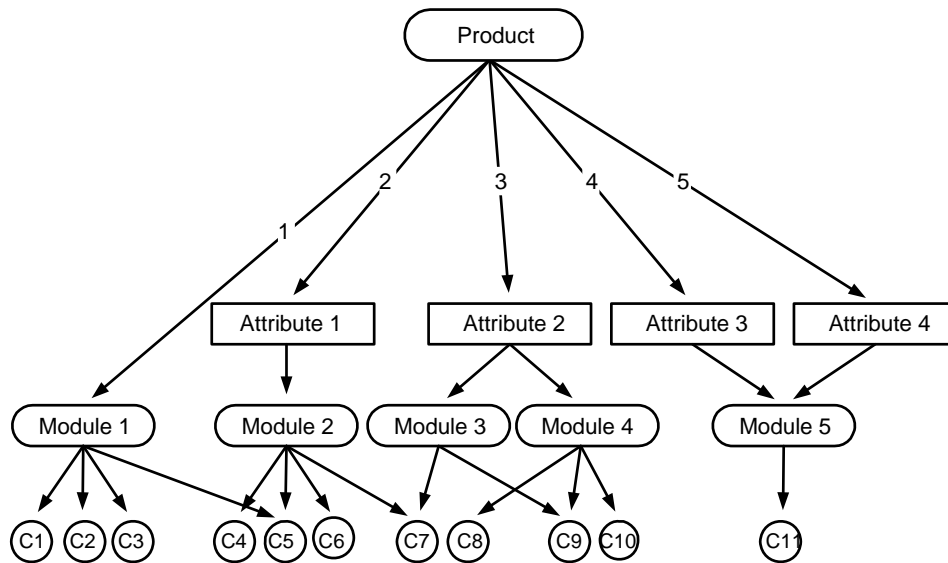 Product
2
3
4
5
1
Attribute 1
Attribute 2
Attribute 3
Attribute 4
Module 1
Module 2
Module 3
Module 4
Module 5
C1
C2
C3
C4
C5
C6
C7
C8
C9
C10
C11